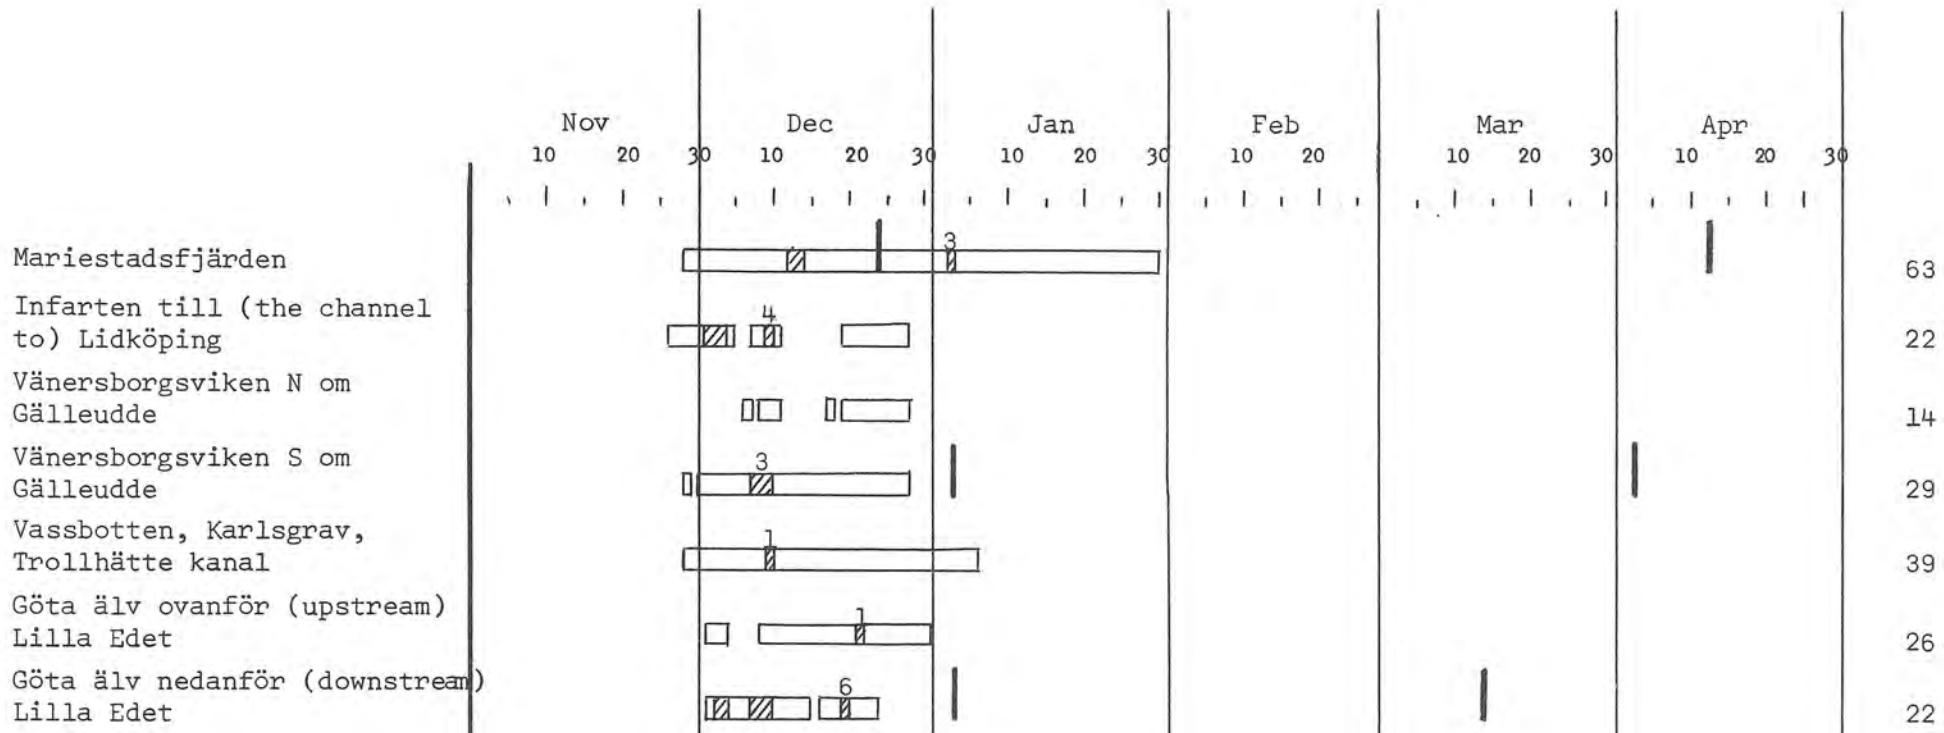 Nov Dec Jan Feb Mar Apr
10 20 30 10 20 30 10 20 30 10 20 10 20 30 10 20 30
3
Mariestadsfjärden 63
Infarten till (the channel
4
to) Lidköping 22
Vänersborgsviken N om
Gälleudde 14
Vänersborgsviken S om
3
Gälleudde 29
Vassbotten, Karlsgrav,
1
Trollhätte kanal 39
Göta älv ovanför (upstream)
1
Lilla Edet 26
Göta älv nedanför (downstream)
6
Lilla Edet 22